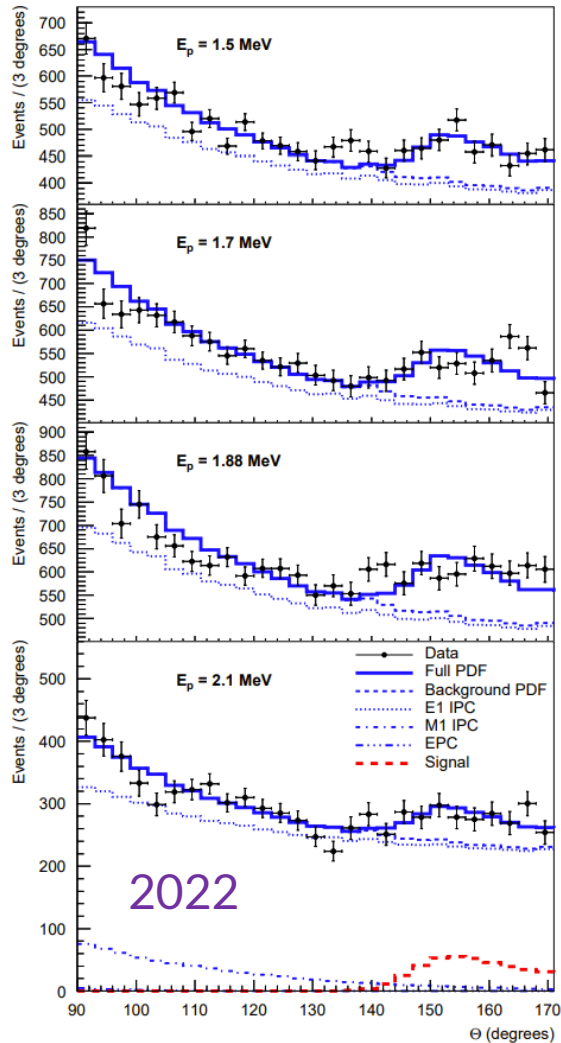 Events / (3 degrees)
700
650
600
550
500
450
400
E_p = 1.5 MeV
Events / (3 degrees)
850
800
750
700
650
600
550
500
450
E_p = 1.7 MeV
Events / (3 degrees)
900
850
800
750
700
650
600
550
500
E_p = 1.88 MeV
Events / (3 degrees)
500
400
300
200
100
0
E_p = 2.1 MeV
Data
Full PDF
Background PDF
E1 IPC
M1 IPC
EPC
Signal
2022
90 100 110 120 130 140 150 160 170
Θ (degrees)